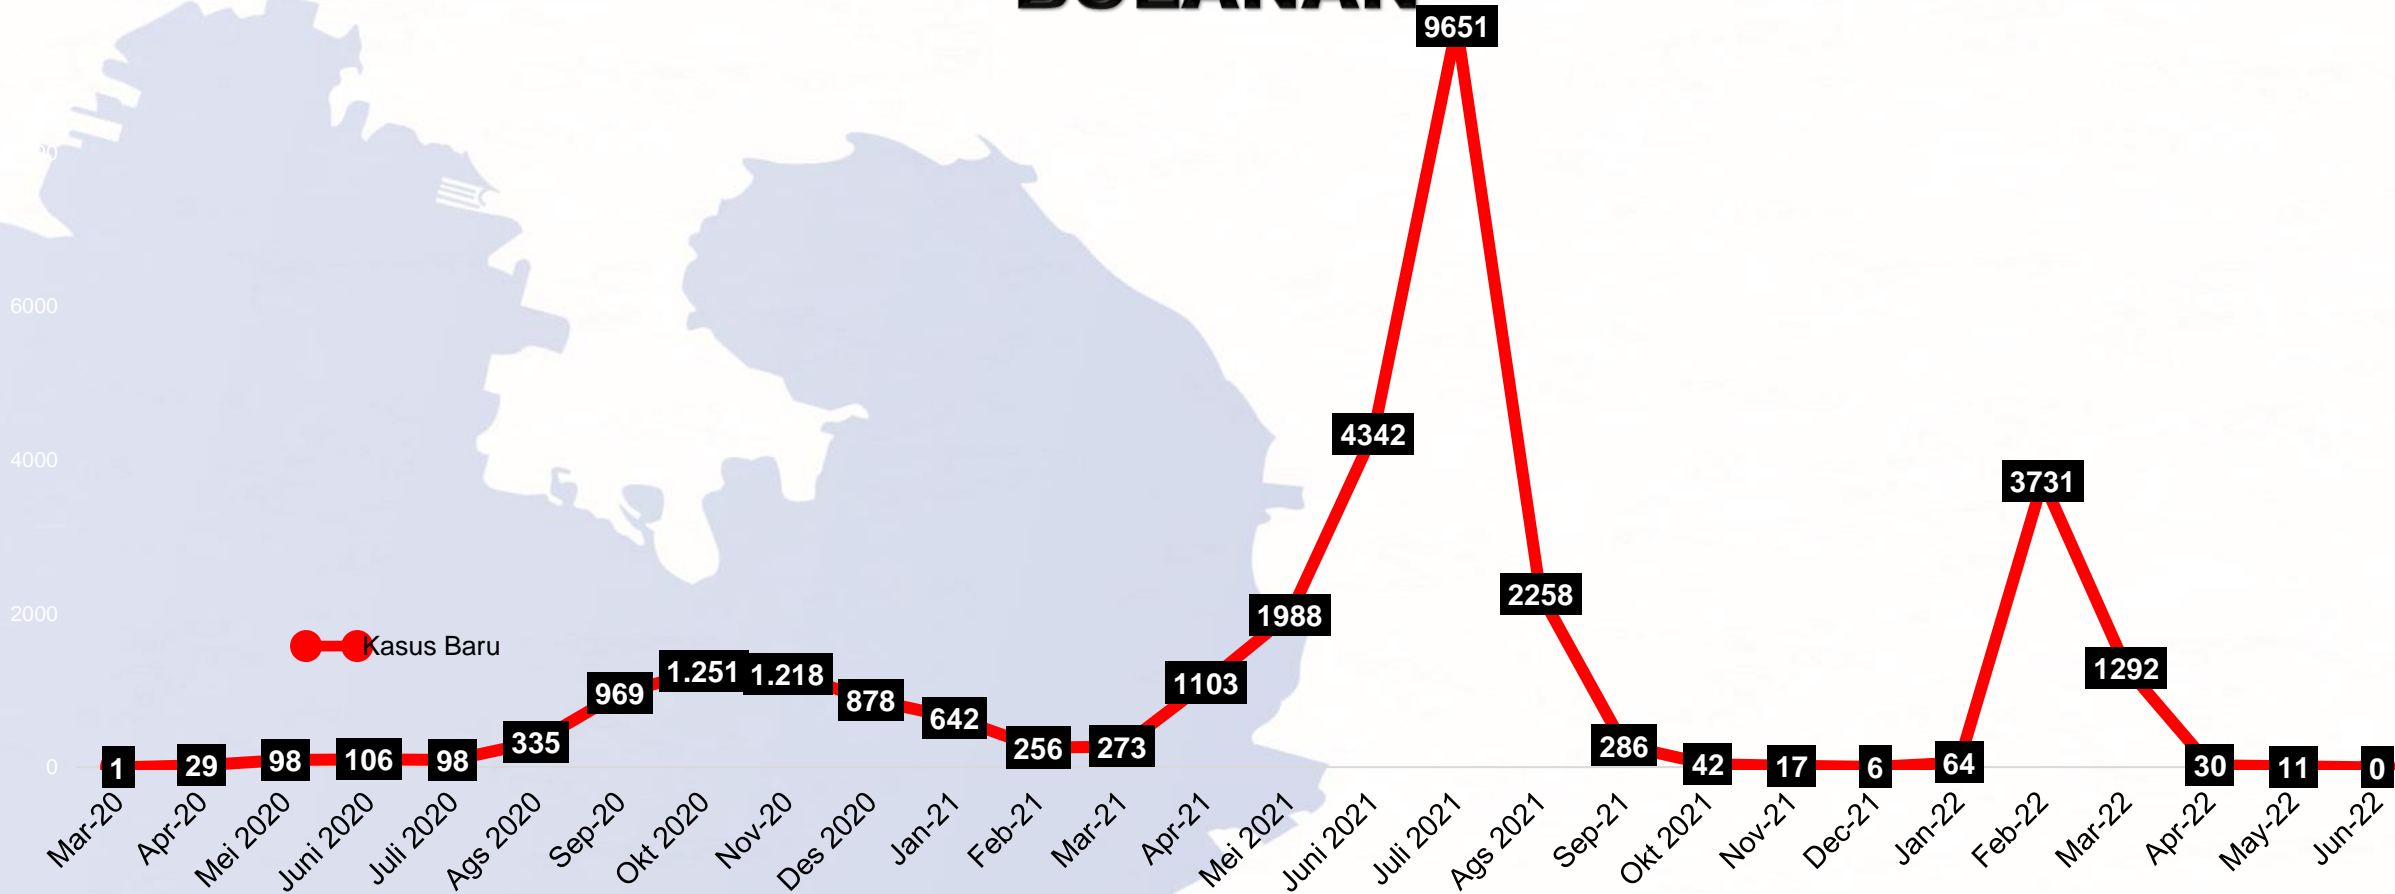 9651
6000
4342
4000
3731
2258
2000
1988
Kasus Baru
1292
1.251
1.218
1103
969
878
642
335
256
273
286
1
29
98
106
98
42
17
6
64
30
11
0
0
Mar-20
Apr-20
Mei 2020
Juni 2020
Juli 2020
Ags 2020
Sep-20
Okt 2020
Nov-20
Des 2020
Jan-21
Feb-21
Mar-21
Apr-21
Mei 2021
Juni 2021
Juli 2021
Ags 2021
Sep-21
Okt 2021
Nov-21
Dec-21
Jan-22
Feb-22
Mar-22
Apr-22
May-22
Jun-22